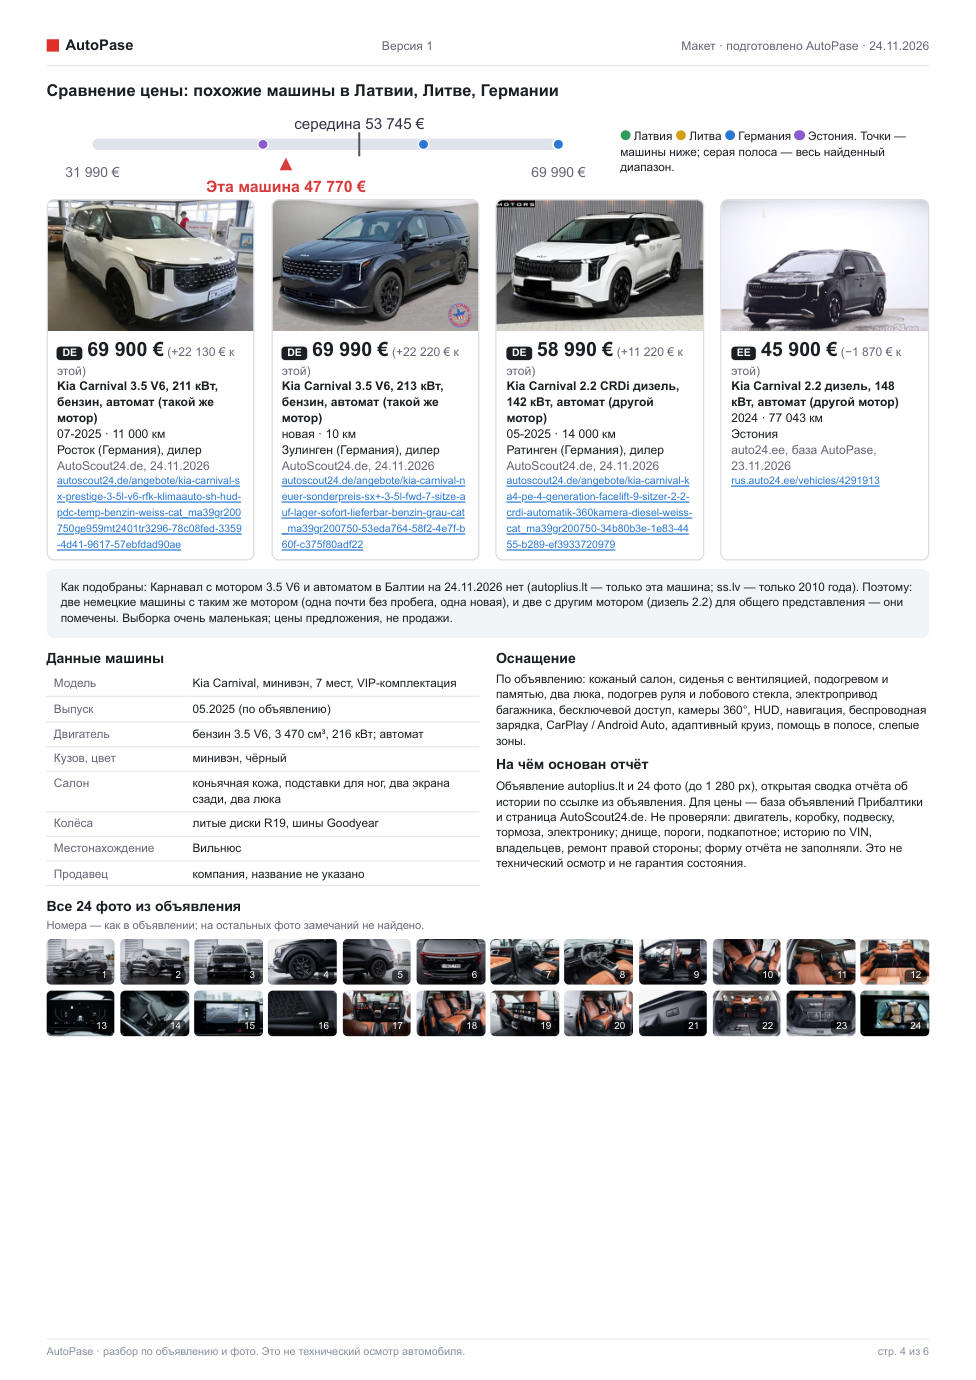 AutoPase
Версия 1
Макет · подготовлено AutoPase · 24.11.2026
Сравнение цены: похожие машины в Латвии, Литве, Германии
середина 53 745 €
31 990 €
69 990 €
Эта машина 47 770 €
Латвия Литва Германия Эстония. Точки —
машины ниже; серая полоса — весь найденный
диапазон.
MOTORS
DE 69 900 € (+22 130 € к
этой)
Kia Carnival 3.5 V6, 211 кВт,
бензин, автомат (такой же
мотор)
07-2025 · 11 000 км
Росток (Германия), дилер
AutoScout24.de, 24.11.2026
autoscout24.de/angebote/kia-carnival-s
x-prestige-3-5l-v6-rfk-klimaauto-sh-hud-
pdc-temp-benzin-weiss-cat_ma39gr200
750ge959mt2401tr3296-78c08fed-3359
-4d41-9617-57ebfdad90ae
DE 69 990 € (+22 220 € к
этой)
Kia Carnival 3.5 V6, 213 кВт,
бензин, автомат (такой же
мотор)
новая · 10 км
Зулинген (Германия), дилер
AutoScout24.de, 24.11.2026
autoscout24.de/angebote/kia-carnival-n
euer-sonderpreis-sx+-3-5l-fwd-7-sitze-a
uf-lager-sofort-lieferbar-benzin-grau-cat
_ma39gr200750-53eda764-58f2-4e7f-b
60f-c375f80adf22
DE 58 990 € (+11 220 € к
этой)
Kia Carnival 2.2 CRDi дизель,
142 кВт, автомат (другой
мотор)
05-2025 · 14 000 км
Ратинген (Германия), дилер
AutoScout24.de, 24.11.2026
autoscout24.de/angebote/kia-carnival-k
a4-pe-4-generation-facelift-9-sitzer-2-2-
crdi-automatik-360kamera-diesel-weiss-
cat_ma39gr200750-34b80b3e-1e83-44
55-b289-ef3933720979
EE 45 900 € (−1 870 € к
этой)
Kia Carnival 2.2 дизель, 148
кВт, автомат (другой мотор)
2024 · 77 043 км
Эстония
auto24.ee, база AutoPase,
23.11.2026
rus.auto24.ee/vehicles/4291913
Как подобраны: Карнавал с мотором 3.5 V6 и автоматом в Балтии на 24.11.2026 нет (autoplius.lt — только эта машина; ss.lv — только 2010 года). Поэтому:
две немецкие машины с таким же мотором (одна почти без пробега, одна новая), и две с другим мотором (дизель 2.2) для общего представления — они
помечены. Выборка очень маленькая; цены предложения, не продажи.
Данные машины
Модель Kia Carnival, минивэн, 7 мест, VIP-комплектация
Выпуск 05.2025 (по объявлению)
Двигатель бензин 3.5 V6, 3 470 см³, 216 кВт; автомат
Кузов, цвет минивэн, чёрный
Салон коньячная кожа, подставки для ног, два экрана
сзади, два люка
Колёса литые диски R19, шины Goodyear
Местонахождение Вильнюс
Продавец компания, название не указано
Оснащение
По объявлению: кожаный салон, сиденья с вентиляцией, подогревом и
памятью, два люка, подогрев руля и лобового стекла, электропривод
багажника, бесключевой доступ, камеры 360°, HUD, навигация, беспроводная
зарядка, CarPlay / Android Auto, адаптивный круиз, помощь в полосе, слепые
зоны.
На чём основан отчёт
Объявление autoplius.lt и 24 фото (до 1 280 px), открытая сводка отчёта об
истории по ссылке из объявления. Для цены — база объявлений Прибалтики
и страница AutoScout24.de. Не проверяли: двигатель, коробку, подвеску,
тормоза, электронику; днище, пороги, подкапотное; историю по VIN,
владельцев, ремонт правой стороны; форму отчёта не заполняли. Это не
технический осмотр и не гарантия состояния.
Все 24 фото из объявления
Номера — как в объявлении; на остальных фото замечаний не найдено.
1 2 3 4 5 6 7 8 9 10 11 12
13 14 15 16 17 18 19 20 21 22 23 24
AutoPase · разбор по объявлению и фото. Это не технический осмотр автомобиля.
стр. 4 из 6